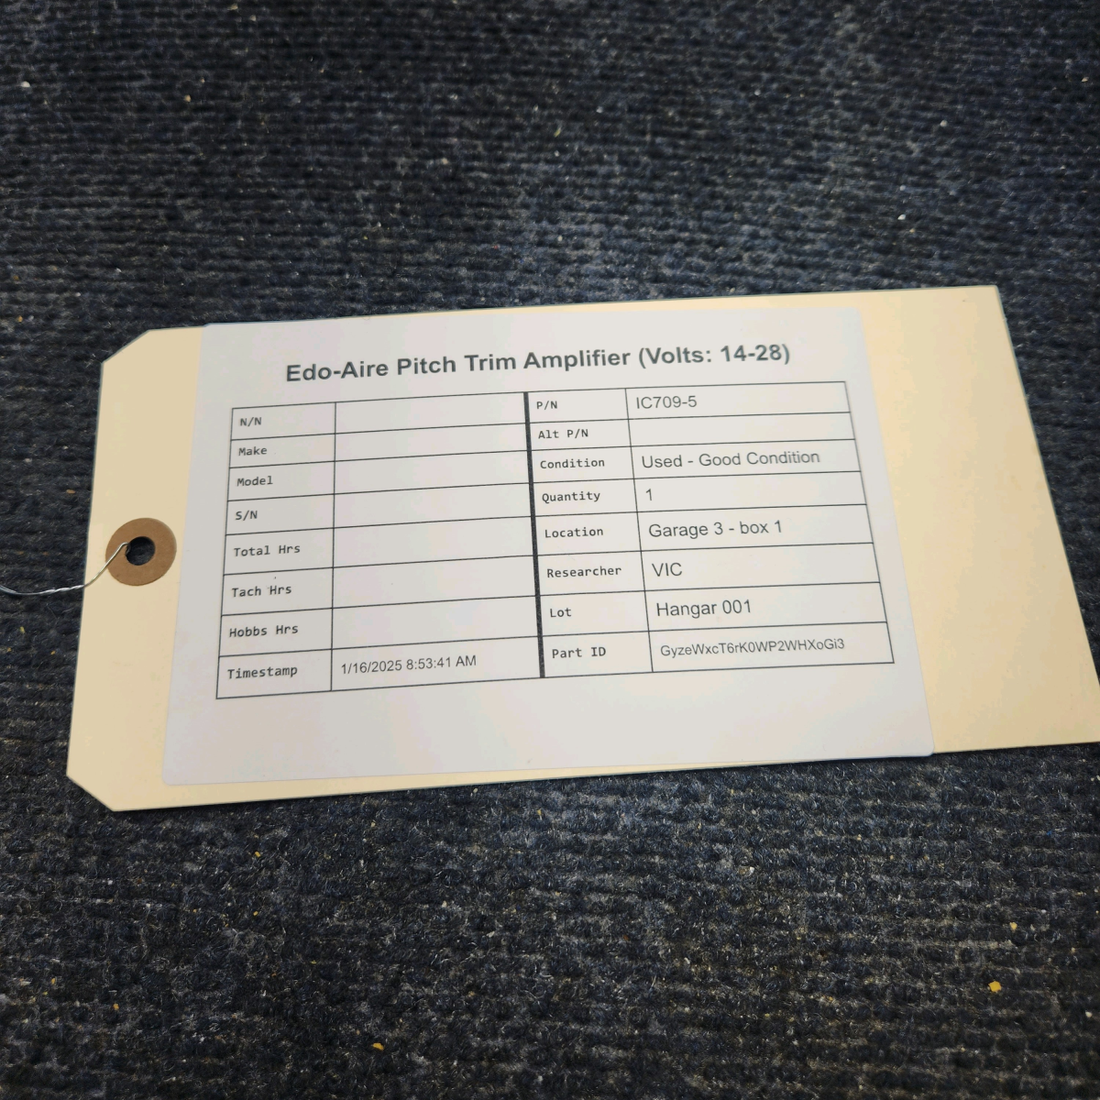 Edo-Aire Pitch Trim Amplifier (Volts: 14-28)
N/N
Make
Model
S/N
Total Hrs
Tach Hrs
Hobbs Hrs
Timestamp 1/16/2025 8:53:41 AM
P/N IC709-5
Alt P/N
Condition Used - Good Condition
Quantity 1
Location Garage 3 - box 1
Researcher VIC
Lot Hangar 001
Part ID GyzeWxcT6rK0WP2WHXoGi3